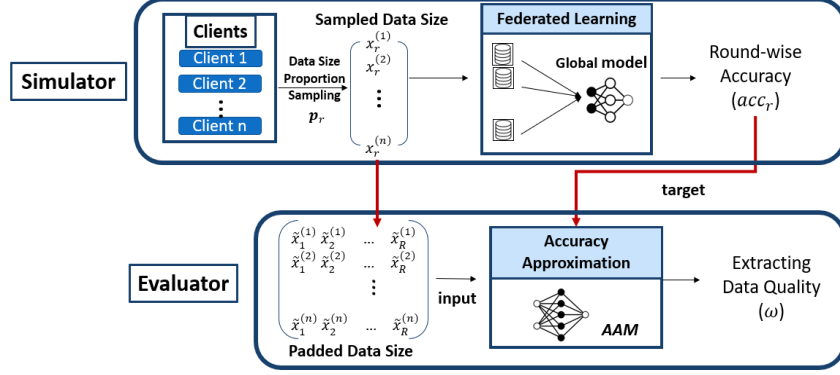 Simulator
Clients
Client 1
Client 2
⋮
Client n
Data Size
Proportion
Sampling
p_r
Sampled Data Size
x_r^{(1)}
x_r^{(2)}
⋮
x_r^{(n)}
Federated Learning
Global model
Round-wise
Accuracy
(acc_r)
target
Evaluator
x̃_1^{(1)} x̃_2^{(1)} ... x̃_R^{(1)}
x̃_1^{(2)} x̃_2^{(2)} ... x̃_R^{(2)}
⋮
x̃_1^{(n)} x̃_2^{(n)} ... x̃_R^{(n)}
Padded Data Size
input
Accuracy
Approximation
AAM
Extracting
Data Quality
(ω)